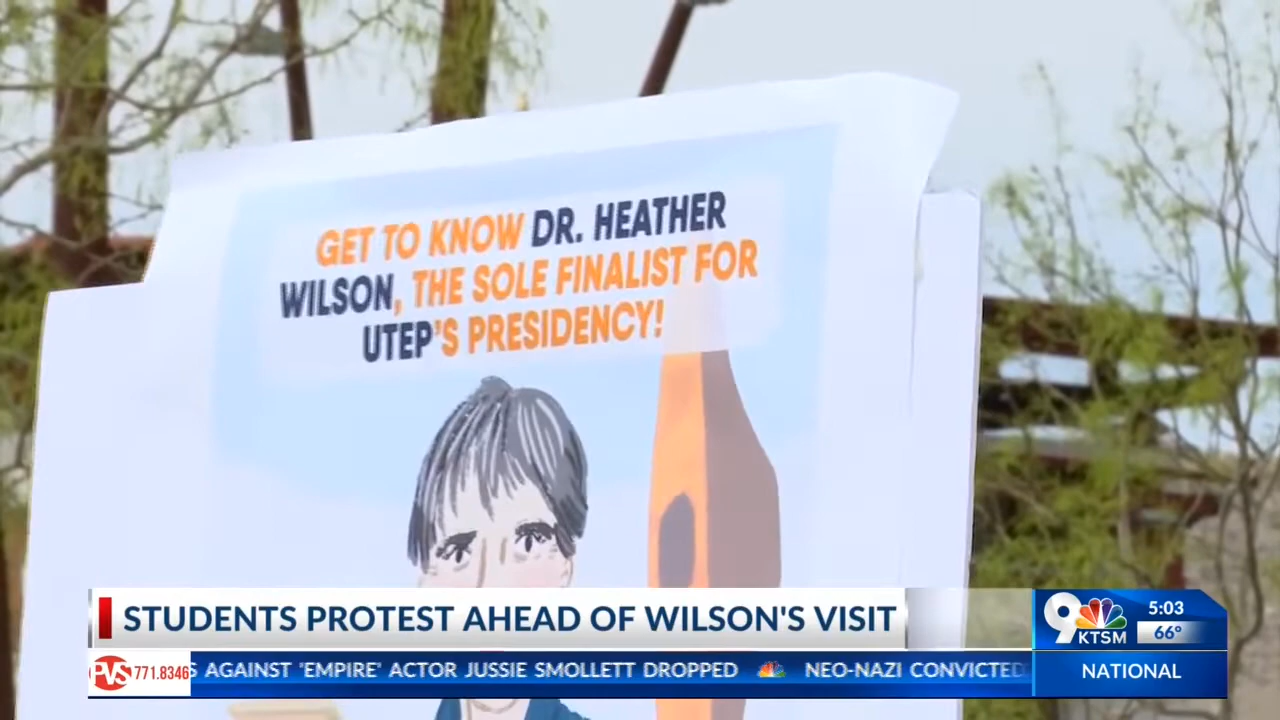 GET TO KNOW DR. HEATHER
WILSON, THE SOLE FINALIST FOR
UTEP'S PRESIDENCY!
STUDENTS PROTEST AHEAD OF WILSON'S VISIT
9
KTSM
5:03
66°
PVS 771.8346
S AGAINST 'EMPIRE' ACTOR JUSSIE SMOLLETT DROPPED NEO-NAZI CONVICTED
NATIONAL